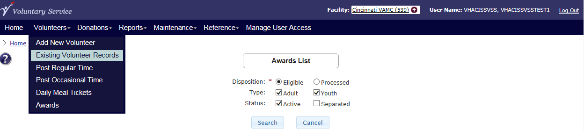 Voluntary Service
Facility: Cincinnati, VAMC (539) User Name: VHACISSVSS, VHACISSVSSTEST1 Log Out
Home Volunteers Donations Reports Maintenance Reference Manage User Access
Home
Add New Volunteer
Existing Volunteer Records
Post Regular Time
Post Occasional Time
Daily Meal Tickets
Awards
Awards List
Disposition: * Eligible Processed
Type: Adult Youth
Status: Active Separated
Search Cancel